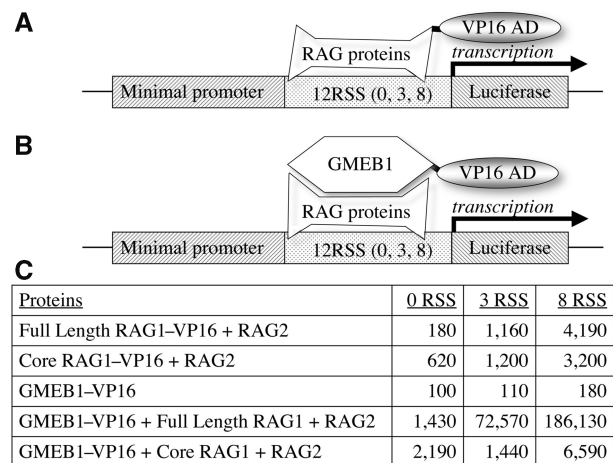 A
VP16 AD
RAG proteins
transcription
Minimal promoter 12RSS (0, 3, 8) Luciferase
B
GMEB1
VP16 AD
RAG proteins
transcription
Minimal promoter 12RSS (0, 3, 8) Luciferase
C
Proteins 0 RSS 3 RSS 8 RSS
Full Length RAG1–VP16 + RAG2 180 1,160 4,190
Core RAG1–VP16 + RAG2 620 1,200 3,200
GMEB1–VP16 100 110 180
GMEB1–VP16 + Full Length RAG1 + RAG2 1,430 72,570 186,130
GMEB1–VP16 + Core RAG1 + RAG2 2,190 1,440 6,590